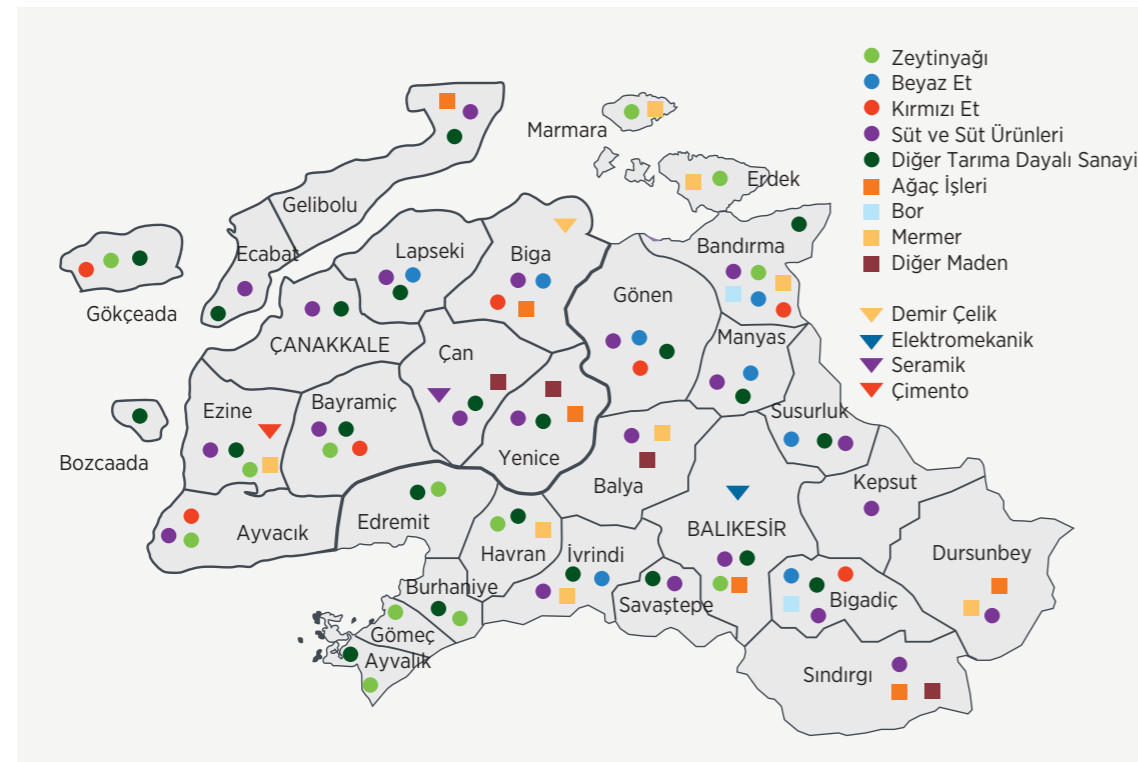 Zeytinyağı
Beyaz Et
Kırmızı Et
Süt ve Süt Ürünleri
Diğer Tarıma Dayalı Sanayi
Ağaç İşleri
Bor
Mermer
Diğer Maden
Demir Çelik
Elektromekanik
Seramik
Çimento
Marmara
Erdek
Gelibolu
Ecabat
Lapseki
Biga
Bandırma
Gökçeada
Gönen
ÇANAKKALE
Çan
Manyas
Ezine
Bayramiç
Susurluk
Bozcaada
Yenice
Balya
Kepsut
Ayvacık
Edremit
Havran
İvrindi
BALIKESİR
Dursunbey
Burhaniye
Savaştepe
Bigadiç
Gömeç
Ayvalık
Sındırgı